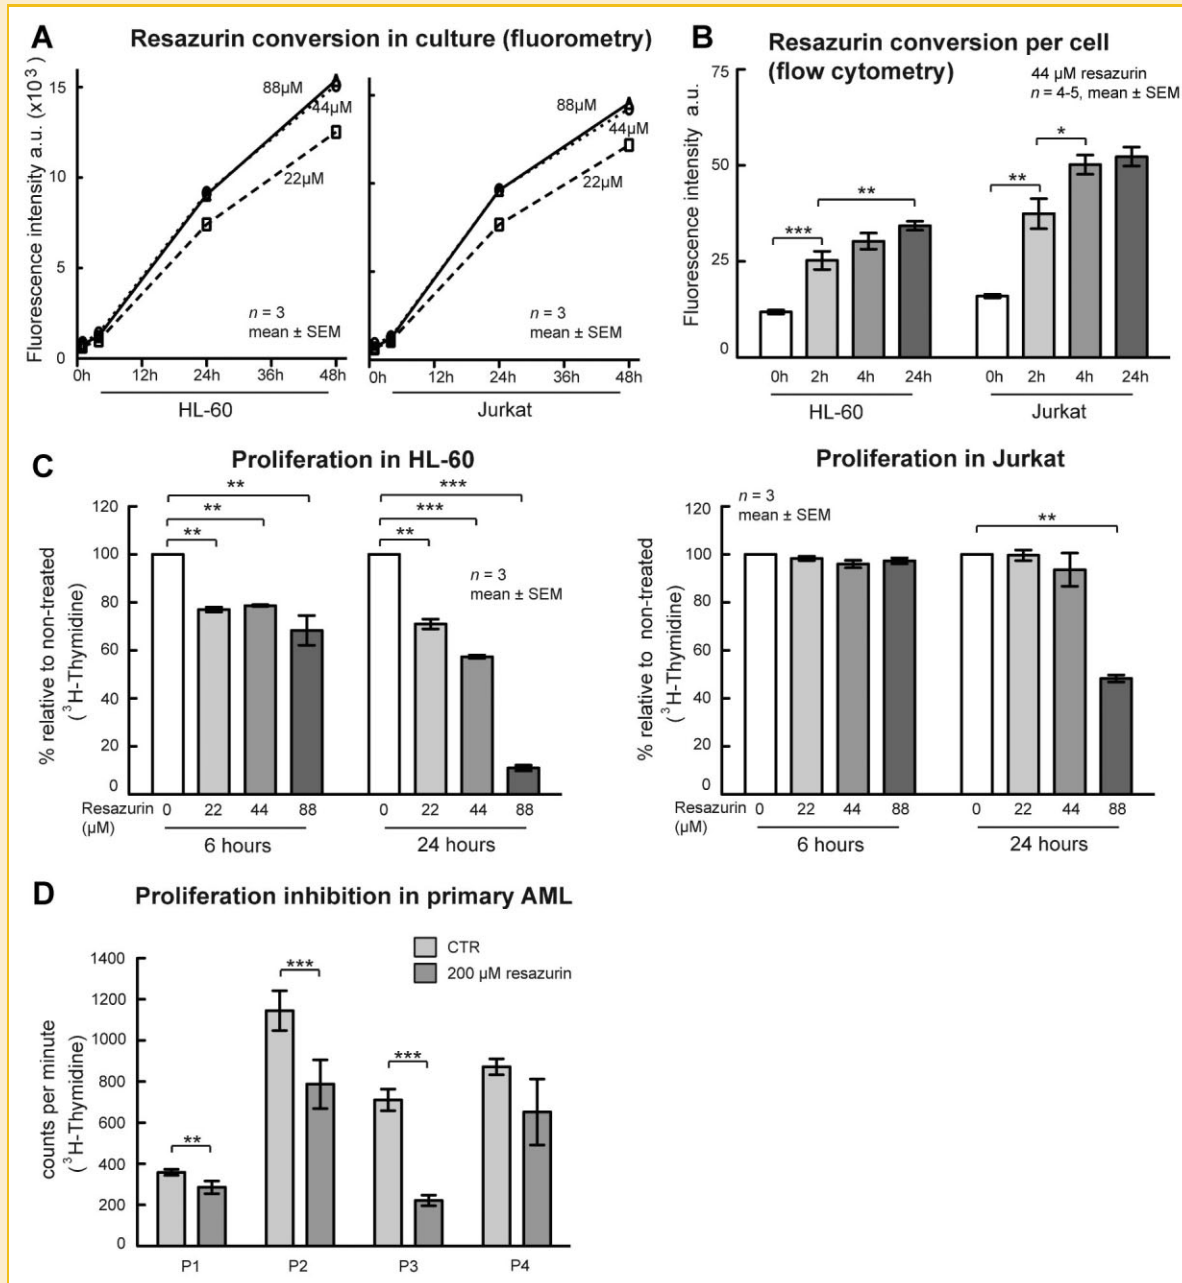 A
Resazurin conversion in culture (fluorometry)
Fluorescence intensity a.u. (x10³)
15
10
5
0
88µM
44µM
22µM
n = 3
mean ± SEM
0h 12h 24h 36h 48h
HL-60
88µM
44µM
22µM
n = 3
mean ± SEM
0h 12h 24h 36h 48h
Jurkat
B
Resazurin conversion per cell
(flow cytometry)
44 µM resazurin
n = 4-5, mean ± SEM
Fluorescence intensity a.u.
75
50
25
0
***
**
**
*
0h 2h 4h 24h
HL-60
0h 2h 4h 24h
Jurkat
C
Proliferation in HL-60
% relative to non-treated
(³H-Thymidine)
120
100
80
60
40
20
0
**
**
**
***
***
**
n = 3
mean ± SEM
Resazurin
(µM)
0 22 44 88
6 hours
0 22 44 88
24 hours
Proliferation in Jurkat
% relative to non-treated
(³H-Thymidine)
120
100
80
60
40
20
0
n = 3
mean ± SEM
**
Resazurin
(µM)
0 22 44 88
6 hours
0 22 44 88
24 hours
D
Proliferation inhibition in primary AML
CTR
200 µM resazurin
counts per minute
(³H-Thymidine)
1400
1200
1000
800
600
400
200
0
**
***
***
P1 P2 P3 P4